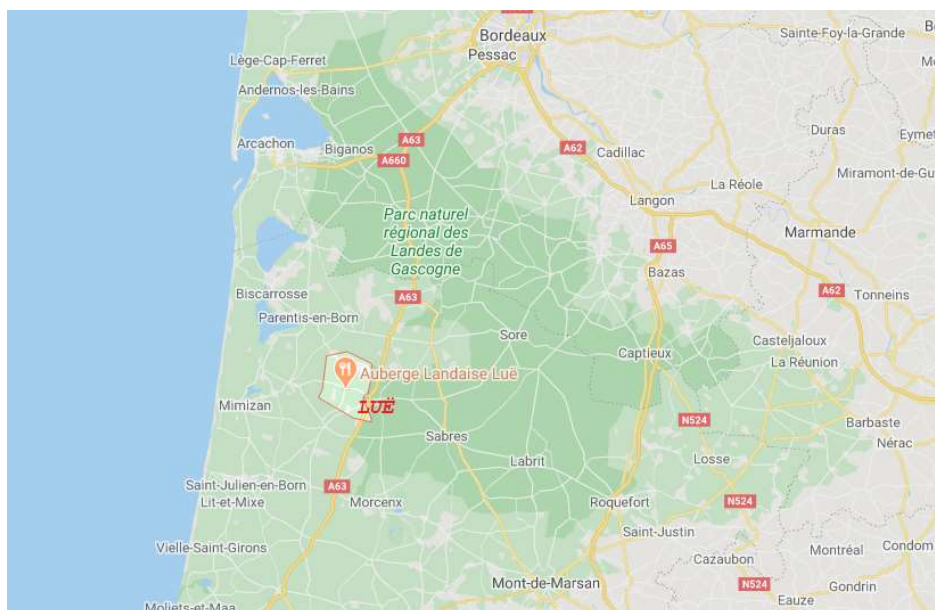 Bordeaux
Pessac
Sainte-Foy-la-Grande
Lège-Cap-Ferret
Andernos-les-Bains
Duras
Eymet
Arcachon
Biganos
A63
A660
A62
Cadillac
La Réole
Miramont-de-Gu
Langon
Parc naturel
régional des
Landes de
Gascogne
Marmande
A65
Bazas
Biscarrosse
A63
A62
Tonneins
Parentis-en-Born
Sore
Casteljaloux
Captieux
La Réunion
Auberge Landaise Luë
Mimizan
LUË
Sabres
N524
Barbaste
Nérac
Labrit
Losse
Saint-Julien-en-Born
Lit-et-Mixe
A63
Morcenx
Roquefort
N524
Saint-Justin
Vielle-Saint-Girons
Cazaubon
Montréal
Condom
Mont-de-Marsan
N524
Gondrin
Eauze
Moliets-et-Maa